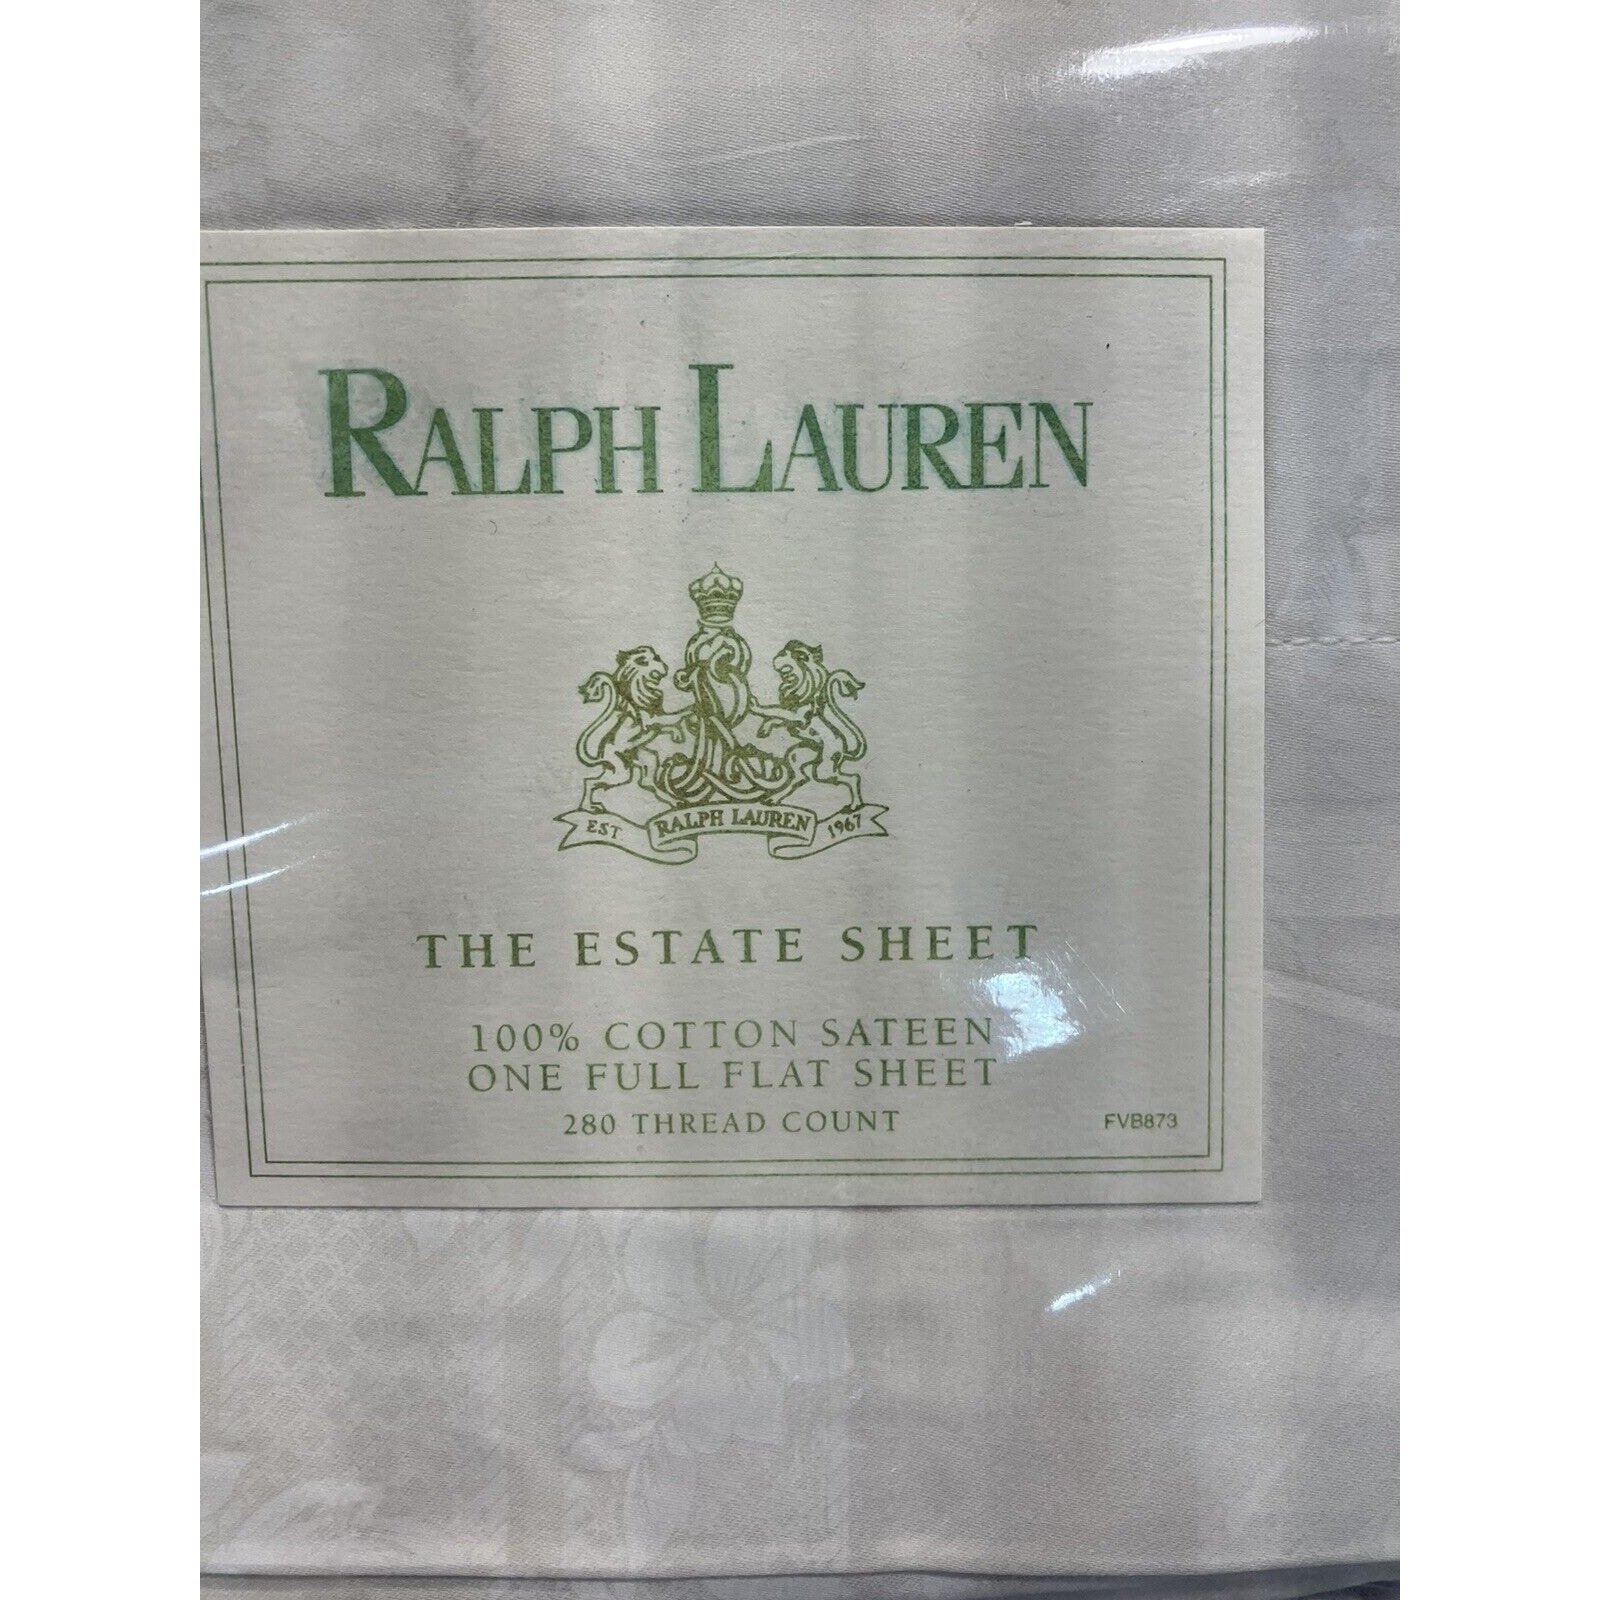 RALPH LAUREN
EST RALPH LAUREN 1967
THE ESTATE SHEET
100% COTTON SATEEN
ONE FULL FLAT SHEET
280 THREAD COUNT
FVB873